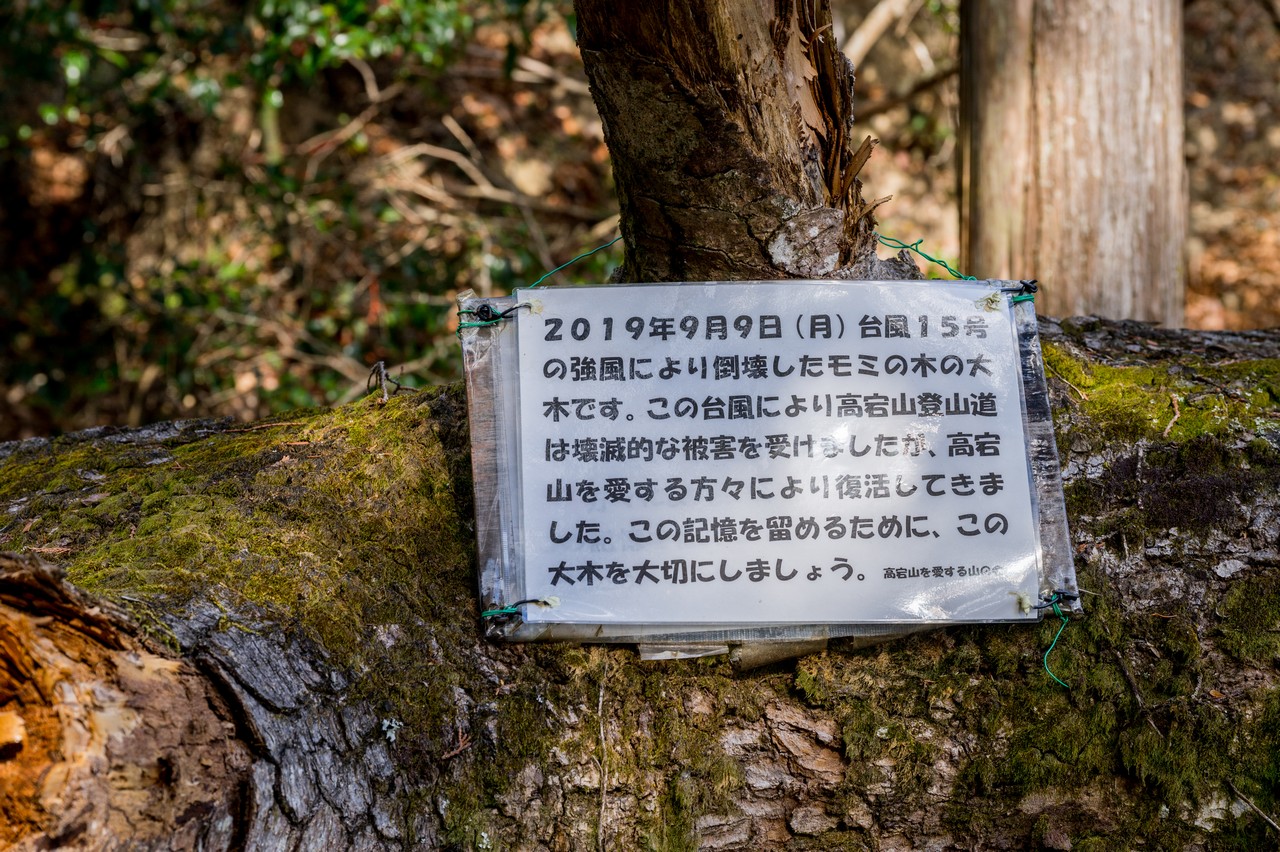 2019年9月9日（月）台風15号
の強風により倒壊したモミの木の大
木です。この台風により高宕山登山道
は壊滅的な被害を受けましたが、高宕
山を愛する方々により復活してきま
した。この記憶を留めるために、この
大木を大切にしましょう。高宕山を愛する山の会